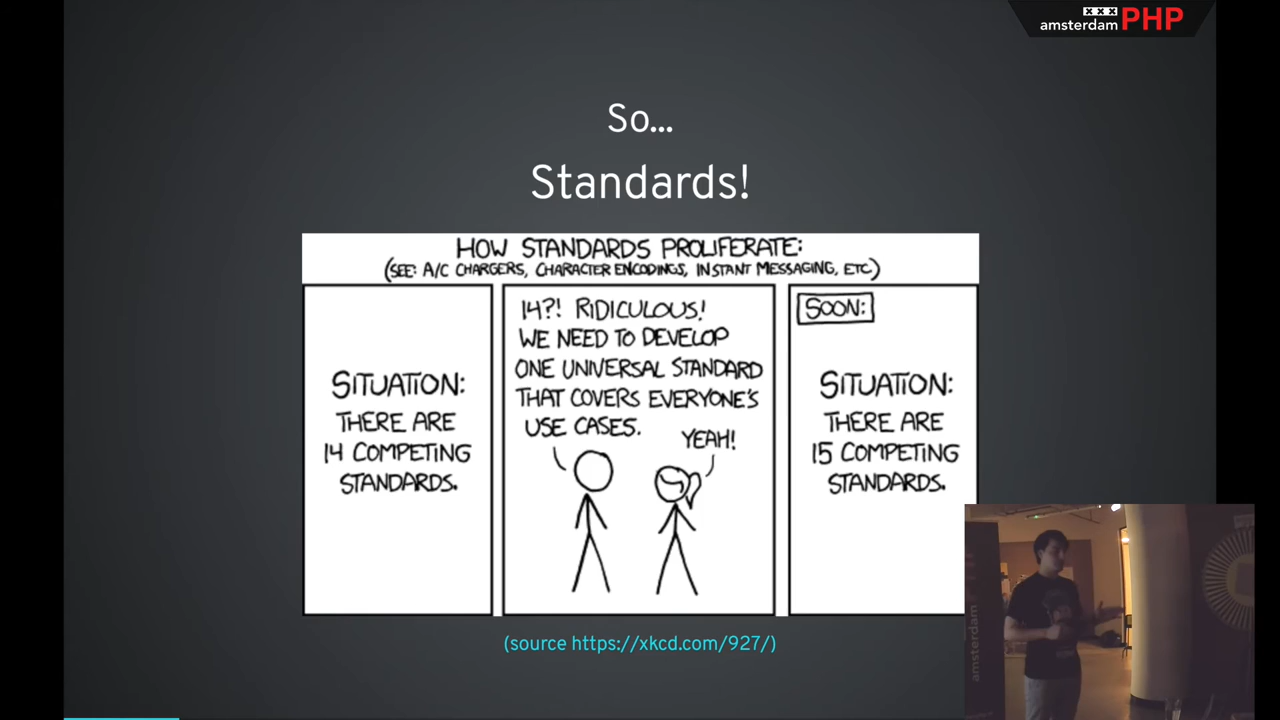 xxx
amsterdam PHP
So...
Standards!
HOW STANDARDS PROLIFERATE:
(SEE: A/C CHARGERS, CHARACTER ENCODINGS, INSTANT MESSAGING, ETC.)
SITUATION:
THERE ARE
14 COMPETING
STANDARDS.
14?! RIDICULOUS!
WE NEED TO DEVELOP
ONE UNIVERSAL STANDARD
THAT COVERS EVERYONE'S
USE CASES.
YEAH!
SOON:
SITUATION:
THERE ARE
15 COMPETING
STANDARDS.
(source https://xkcd.com/927/)
amsterdam